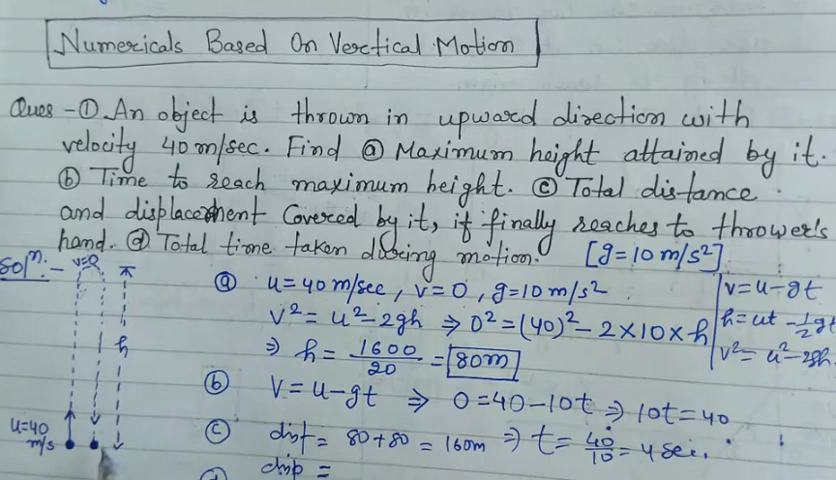 Numericals Based On Vertical Motion
Ques - ① An object is thrown in upward direction with
velocity 40 m/sec. Find ⓐ Maximum height attained by it.
ⓑ Time to reach maximum height. ⓒ Total distance
and displacement Covered by it, if finally reaches to thrower's
hand. ⓓ Total time taken during motion. [g=10 m/s²]
Solⁿ:- v=0
h
u=40
m/s
ⓐ u=40 m/sec, v=0, g=10 m/s²
v² = u² - 2gh ⇒ 0² = (40)² - 2×10×h
⇒ h = 1600/20 = 80m
ⓑ v = u - gt ⇒ 0 = 40 - 10t ⇒ 10t = 40
⇒ t = 40/10 = 4 sec.
ⓒ dist = 80+80 = 160m
disp =
ⓓ
v = u - gt
h = ut - 1/2 gt
v² = u² - 2gh